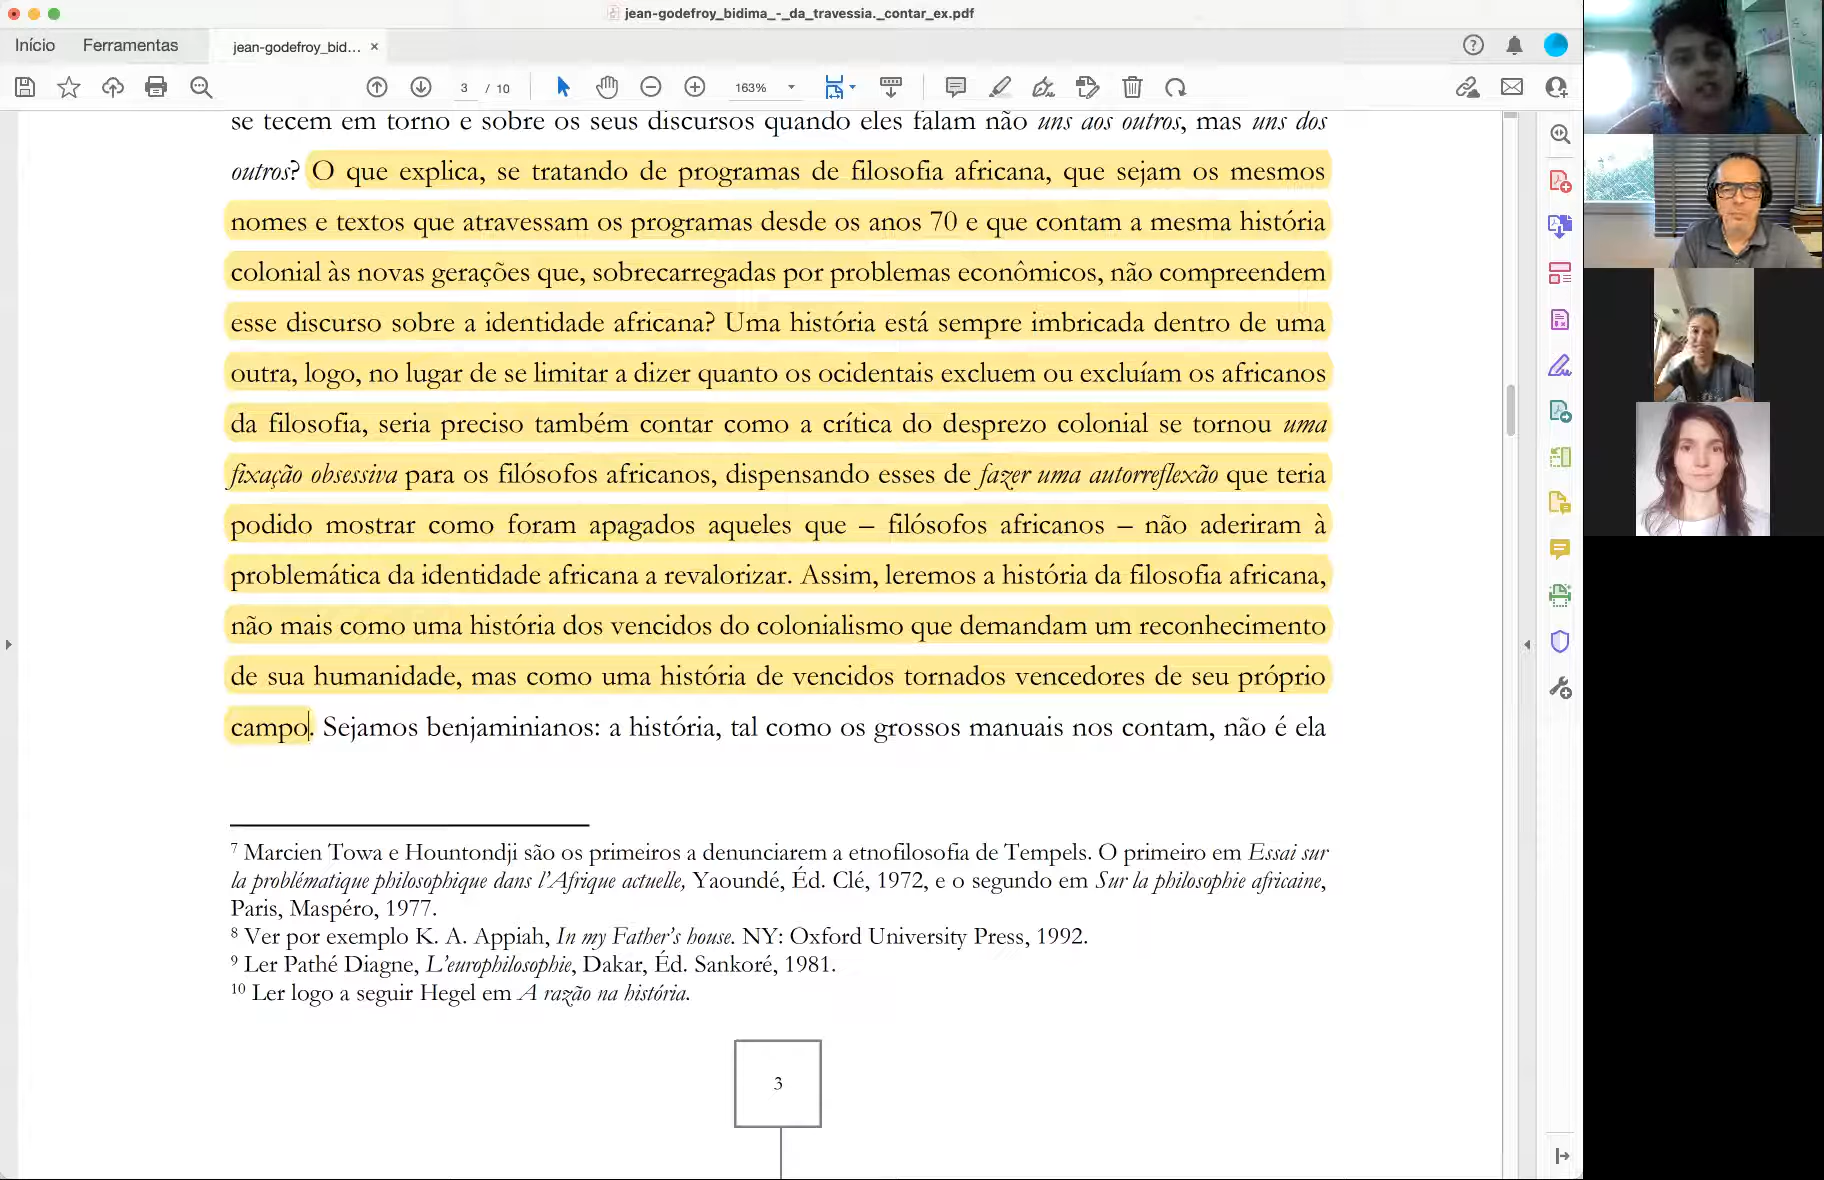 jean-godefroy_bidima_-_da_travessia._contar_ex.pdf
Início Ferramentas jean-godefroy_bid... ×
3 / 10 163%
se tecem em torno e sobre os seus discursos quando eles falam não uns aos outros, mas uns dos
outros? O que explica, se tratando de programas de filosofia africana, que sejam os mesmos
nomes e textos que atravessam os programas desde os anos 70 e que contam a mesma história
colonial às novas gerações que, sobrecarregadas por problemas econômicos, não compreendem
esse discurso sobre a identidade africana? Uma história está sempre imbricada dentro de uma
outra, logo, no lugar de se limitar a dizer quanto os ocidentais excluem ou excluíam os africanos
da filosofia, seria preciso também contar como a crítica do desprezo colonial se tornou uma
fixação obsessiva para os filósofos africanos, dispensando esses de fazer uma autorreflexão que teria
podido mostrar como foram apagados aqueles que – filósofos africanos – não aderiram à
problemática da identidade africana a revalorizar. Assim, leremos a história da filosofia africana,
não mais como uma história dos vencidos do colonialismo que demandam um reconhecimento
de sua humanidade, mas como uma história de vencidos tornados vencedores de seu próprio
campo. Sejamos benjaminianos: a história, tal como os grossos manuais nos contam, não é ela
7 Marcien Towa e Hountondji são os primeiros a denunciarem a etnofilosofia de Tempels. O primeiro em Essai sur
la problématique philosophique dans l'Afrique actuelle, Yaoundé, Éd. Clé, 1972, e o segundo em Sur la philosophie africaine,
Paris, Maspéro, 1977.
8 Ver por exemplo K. A. Appiah, In my Father's house. NY: Oxford University Press, 1992.
9 Ler Pathé Diagne, L'europhilosophie, Dakar, Éd. Sankoré, 1981.
10 Ler logo a seguir Hegel em A razão na história.
3